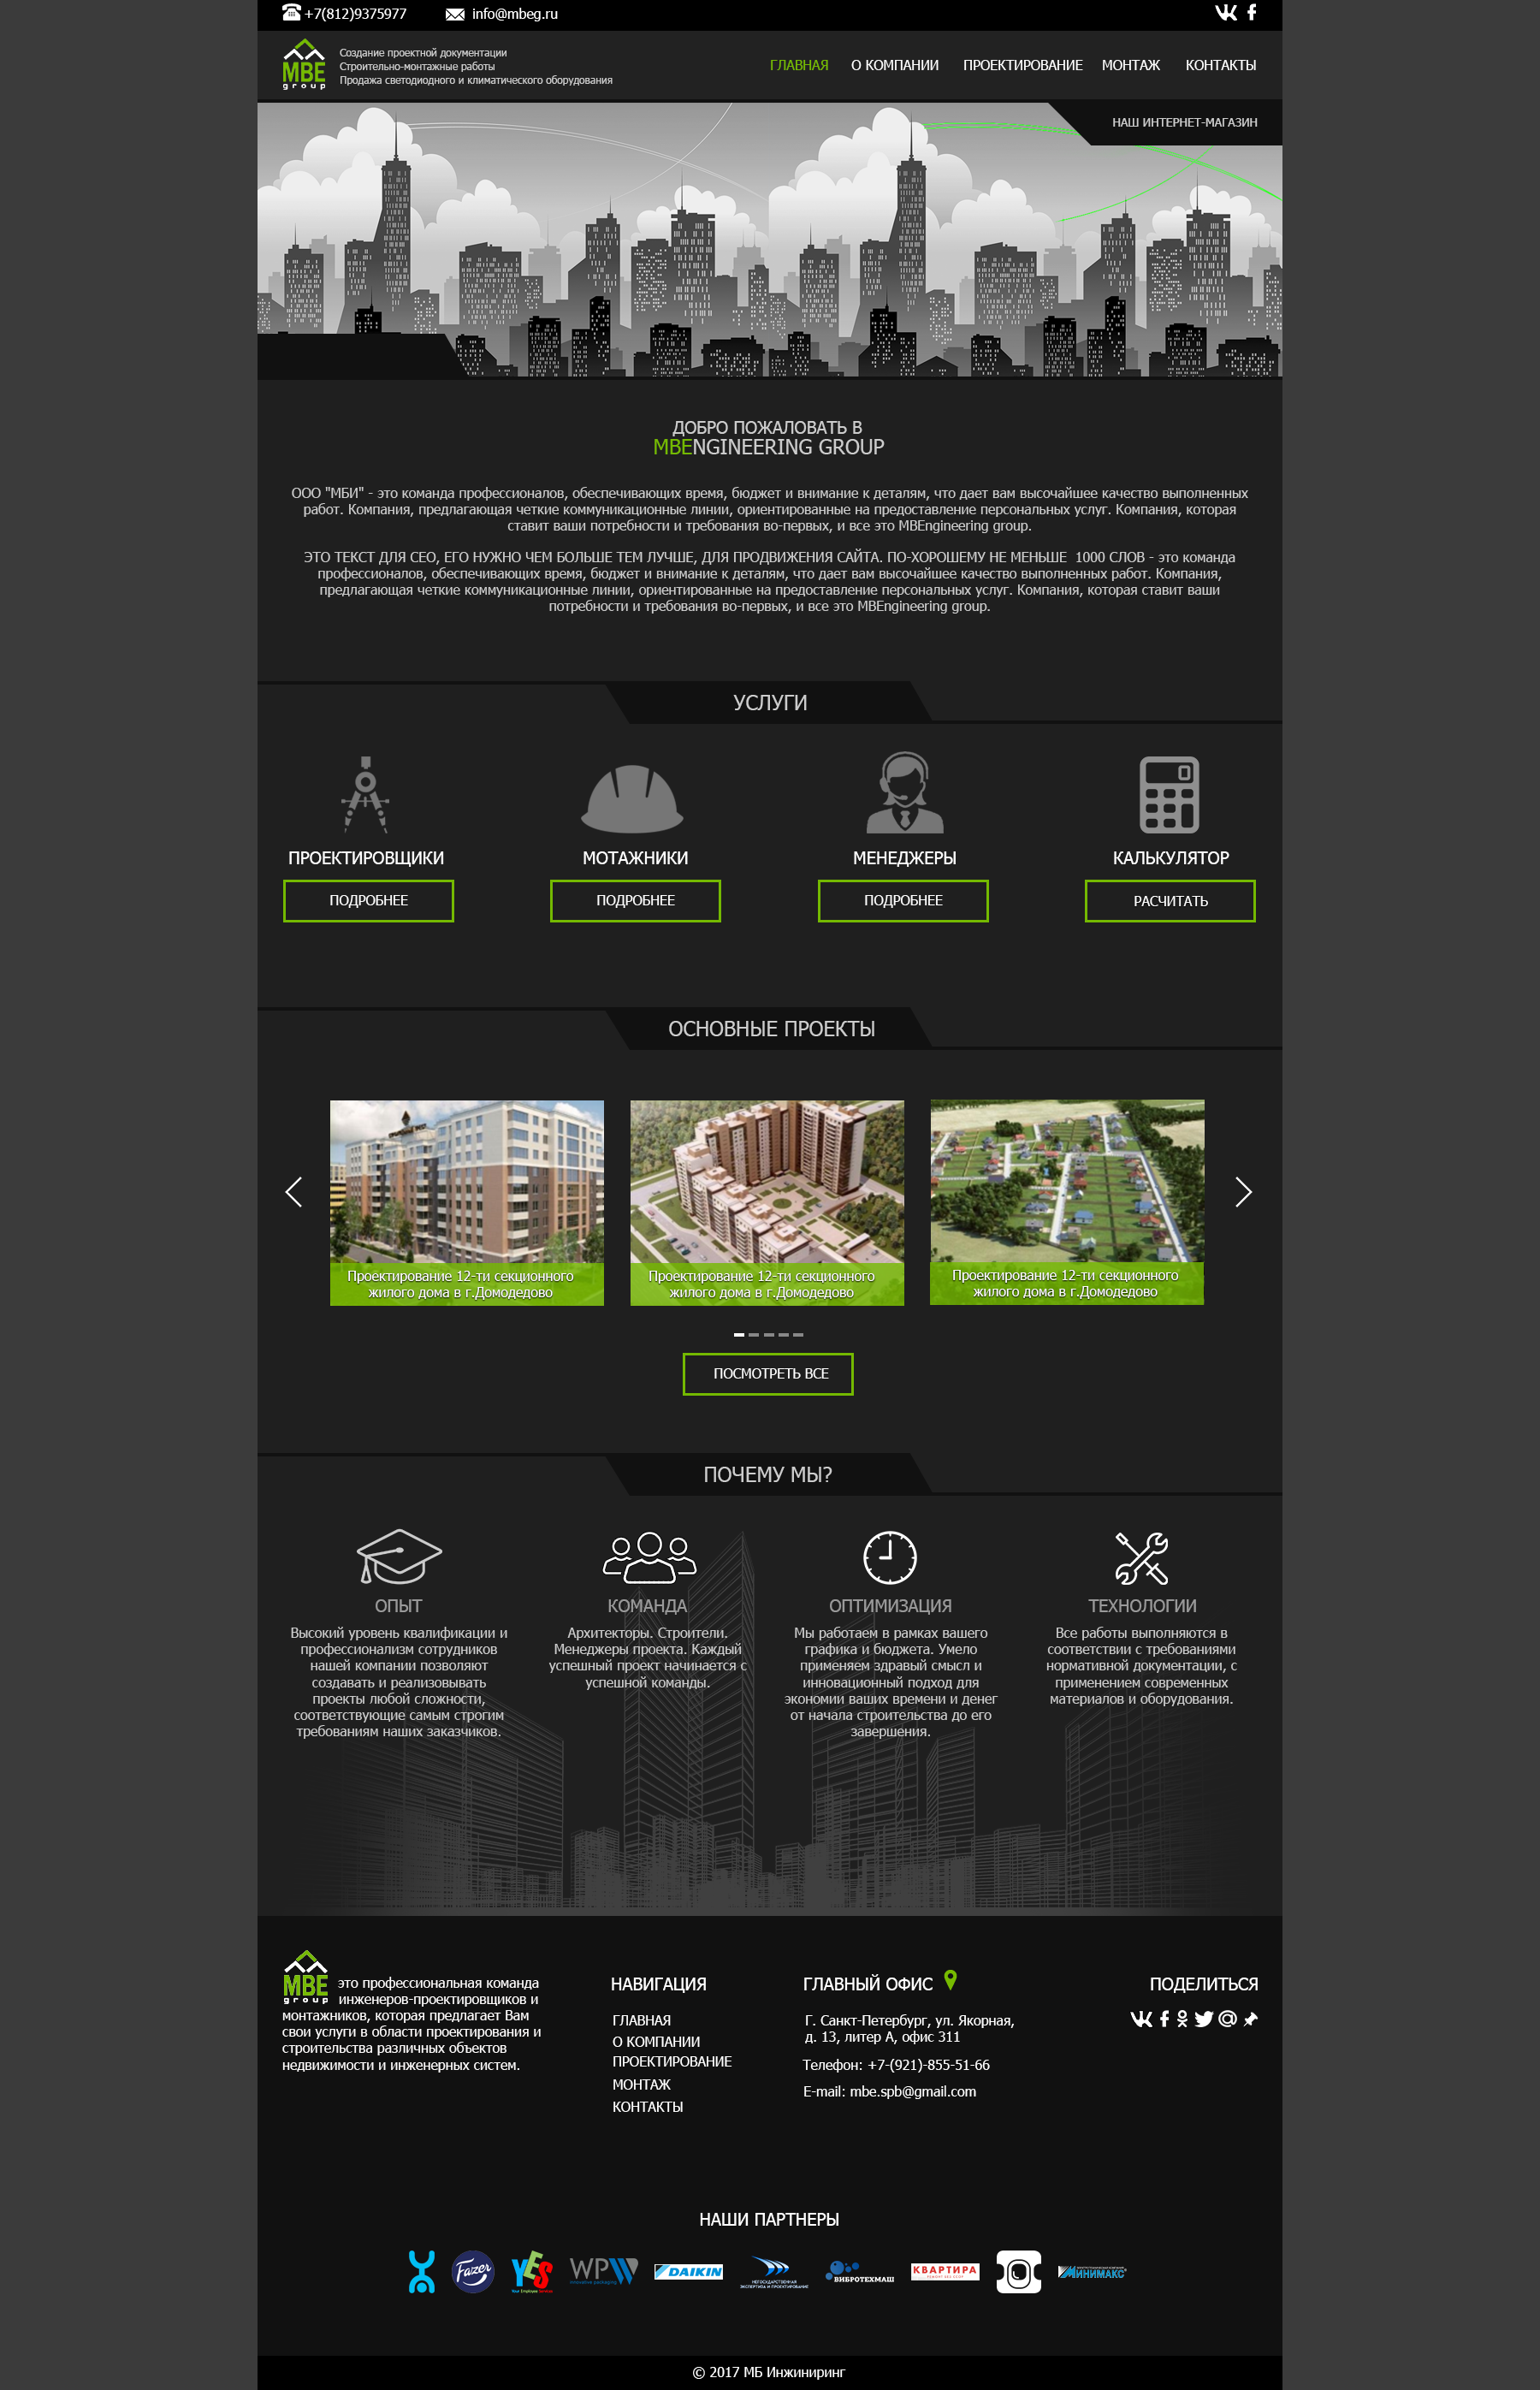 +7(812)9375977
info@mbeg.ru
MBE
group
Создание проектной документации
Строительно-монтажные работы
Продажа светодиодного и климатического оборудования
ГЛАВНАЯ
О КОМПАНИИ
ПРОЕКТИРОВАНИЕ
МОНТАЖ
КОНТАКТЫ
НАШ ИНТЕРНЕТ-МАГАЗИН
ДОБРО ПОЖАЛОВАТЬ В
MBENGINEERING GROUP
ООО "МБИ" - это команда профессионалов, обеспечивающих время, бюджет и внимание к деталям, что дает вам высочайшее качество выполненных
работ. Компания, предлагающая четкие коммуникационные линии, ориентированные на предоставление персональных услуг. Компания, которая
ставит ваши потребности и требования во-первых, и все это MBEngineering group.
ЭТО ТЕКСТ ДЛЯ СЕО, ЕГО НУЖНО ЧЕМ БОЛЬШЕ ТЕМ ЛУЧШЕ, ДЛЯ ПРОДВИЖЕНИЯ САЙТА. ПО-ХОРОШЕМУ НЕ МЕНЬШЕ 1000 СЛОВ - это команда
профессионалов, обеспечивающих время, бюджет и внимание к деталям, что дает вам высочайшее качество выполненных работ. Компания,
предлагающая четкие коммуникационные линии, ориентированные на предоставление персональных услуг. Компания, которая ставит ваши
потребности и требования во-первых, и все это MBEngineering group.
УСЛУГИ
ПРОЕКТИРОВЩИКИ
МОТАЖНИКИ
МЕНЕДЖЕРЫ
КАЛЬКУЛЯТОР
ПОДРОБНЕЕ
ПОДРОБНЕЕ
ПОДРОБНЕЕ
РАСЧИТАТЬ
ОСНОВНЫЕ ПРОЕКТЫ
Проектирование 12-ти секционного
жилого дома в г.Домодедово
Проектирование 12-ти секционного
жилого дома в г.Домодедово
Проектирование 12-ти секционного
жилого дома в г.Домодедово
ПОСМОТРЕТЬ ВСЕ
ПОЧЕМУ МЫ?
ОПЫТ
Высокий уровень квалификации и
профессионализм сотрудников
нашей компании позволяют
создавать и реализовывать
проекты любой сложности,
соответствующие самым строгим
требованиям наших заказчиков.
КОМАНДА
Архитекторы. Строители.
Менеджеры проекта. Каждый
успешный проект начинается с
успешной команды.
ОПТИМИЗАЦИЯ
Мы работаем в рамках вашего
графика и бюджета. Умело
применяем здравый смысл и
инновационный подход для
экономии ваших времени и денег
от начала строительства до его
завершения.
ТЕХНОЛОГИИ
Все работы выполняются в
соответствии с требованиями
нормативной документации, с
применением современных
материалов и оборудования.
MBE
group
это профессиональная команда
инженеров-проектировщиков и
монтажников, которая предлагает Вам
свои услуги в области проектирования и
строительства различных объектов
недвижимости и инженерных систем.
НАВИГАЦИЯ
ГЛАВНАЯ
О КОМПАНИИ
ПРОЕКТИРОВАНИЕ
МОНТАЖ
КОНТАКТЫ
ГЛАВНЫЙ ОФИС
Г. Санкт-Петербург, ул. Якорная,
д. 13, литер А, офис 311
Телефон: +7-(921)-855-51-66
E-mail: mbe.spb@gmail.com
ПОДЕЛИТЬСЯ
НАШИ ПАРТНЕРЫ
Fazer
YES
WP
DAIKIN
НЕГОСУДАРСТВЕННАЯ
ЭКСПЕРТИЗА И ПРОЕКТИРОВАНИЕ
ВИБРОТЕХМАШ
КВАРТИРА
МИНИМАКС
© 2017 МБ Инжиниринг